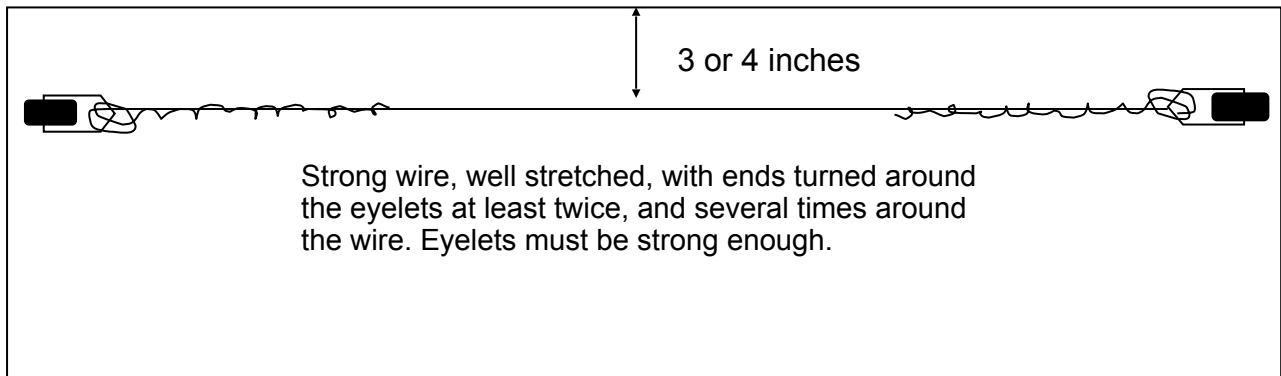 3 or 4 inches
Strong wire, well stretched, with ends turned around
the eyelets at least twice, and several times around
the wire. Eyelets must be strong enough.